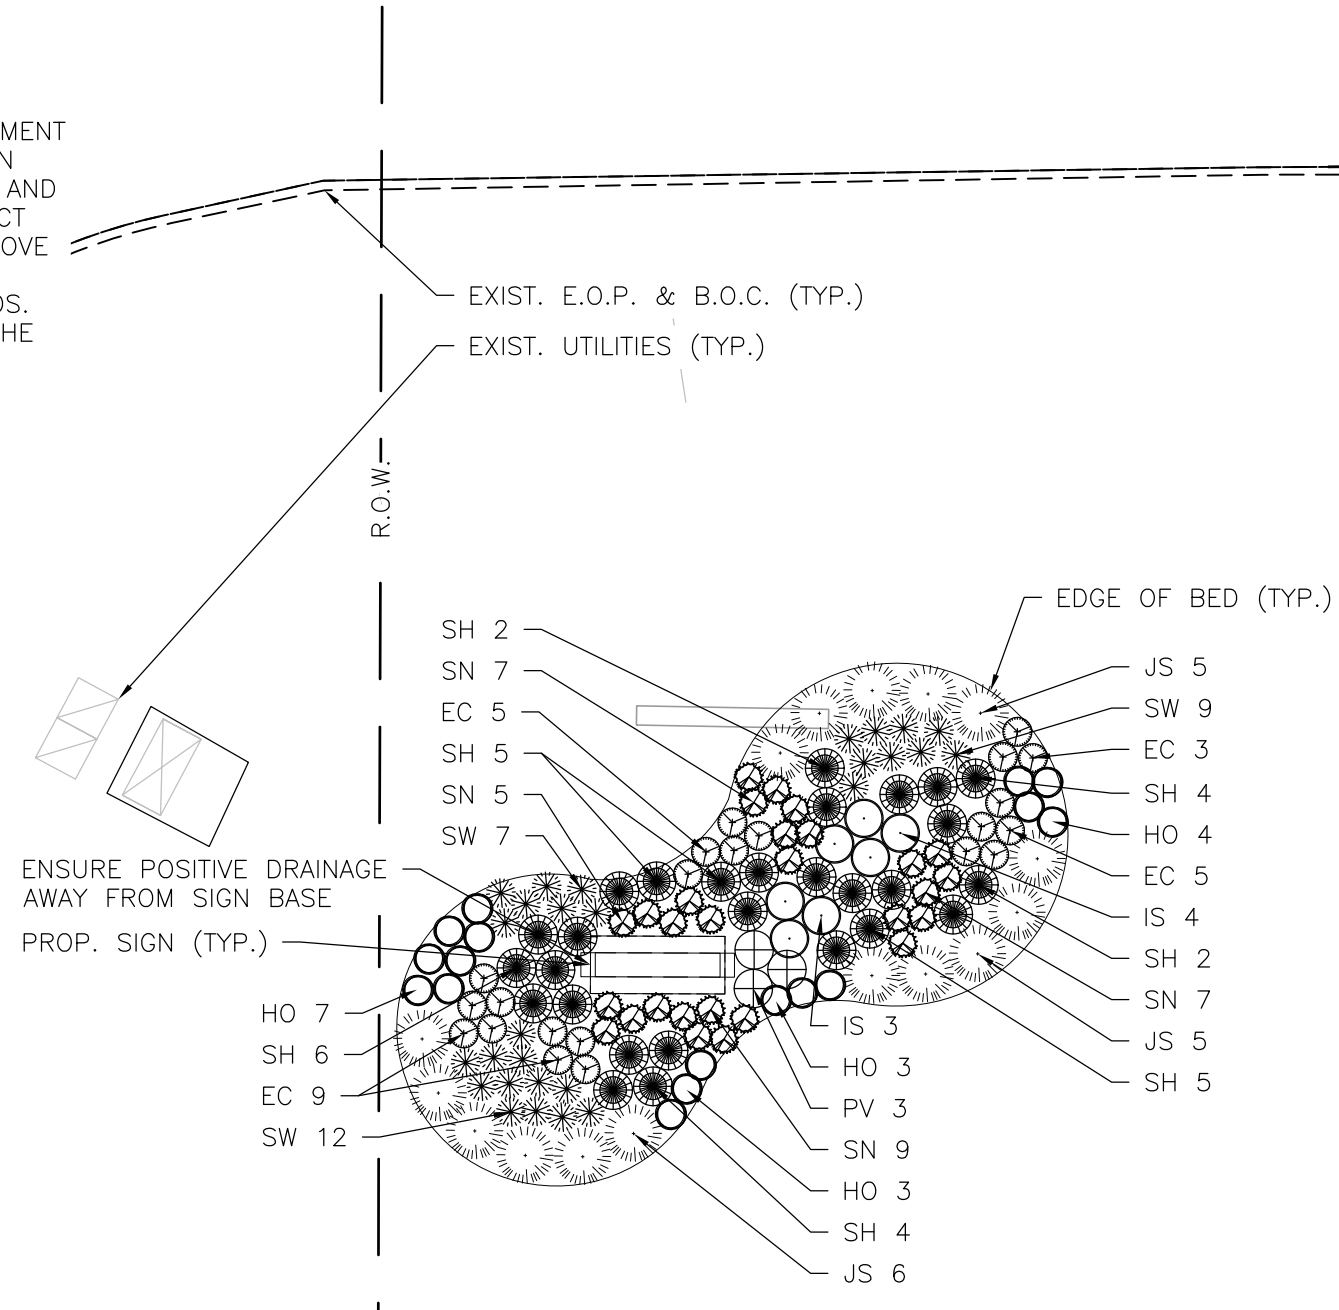 MENT
N
AND
CT
OVE
OS.
HE
EXIST. E.O.P. & B.O.C. (TYP.)
EXIST. UTILITIES (TYP.)
R.O.W.
EDGE OF BED (TYP.)
SH 2
SN 7
EC 5
SH 5
SN 5
SW 7
ENSURE POSITIVE DRAINAGE
AWAY FROM SIGN BASE
PROP. SIGN (TYP.)
HO 7
SH 6
EC 9
SW 12
JS 5
SW 9
EC 3
SH 4
HO 4
EC 5
IS 4
SH 2
SN 7
JS 5
SH 5
IS 3
HO 3
PV 3
SN 9
HO 3
SH 4
JS 6